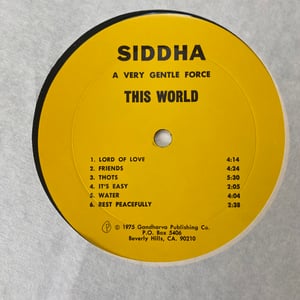 SIDDHA
A VERY GENTLE FORCE
THIS WORLD
1. LORD OF LOVE 4:14
2. FRIENDS 4:24
3. THOTS 5:30
4. IT'S EASY 2:05
5. WATER 4:04
6. REST PEACEFULLY 2:38
Ⓟ © 1975 Gandharva Publishing Co.
P.O. Box 5406
Beverly Hills, CA. 90210